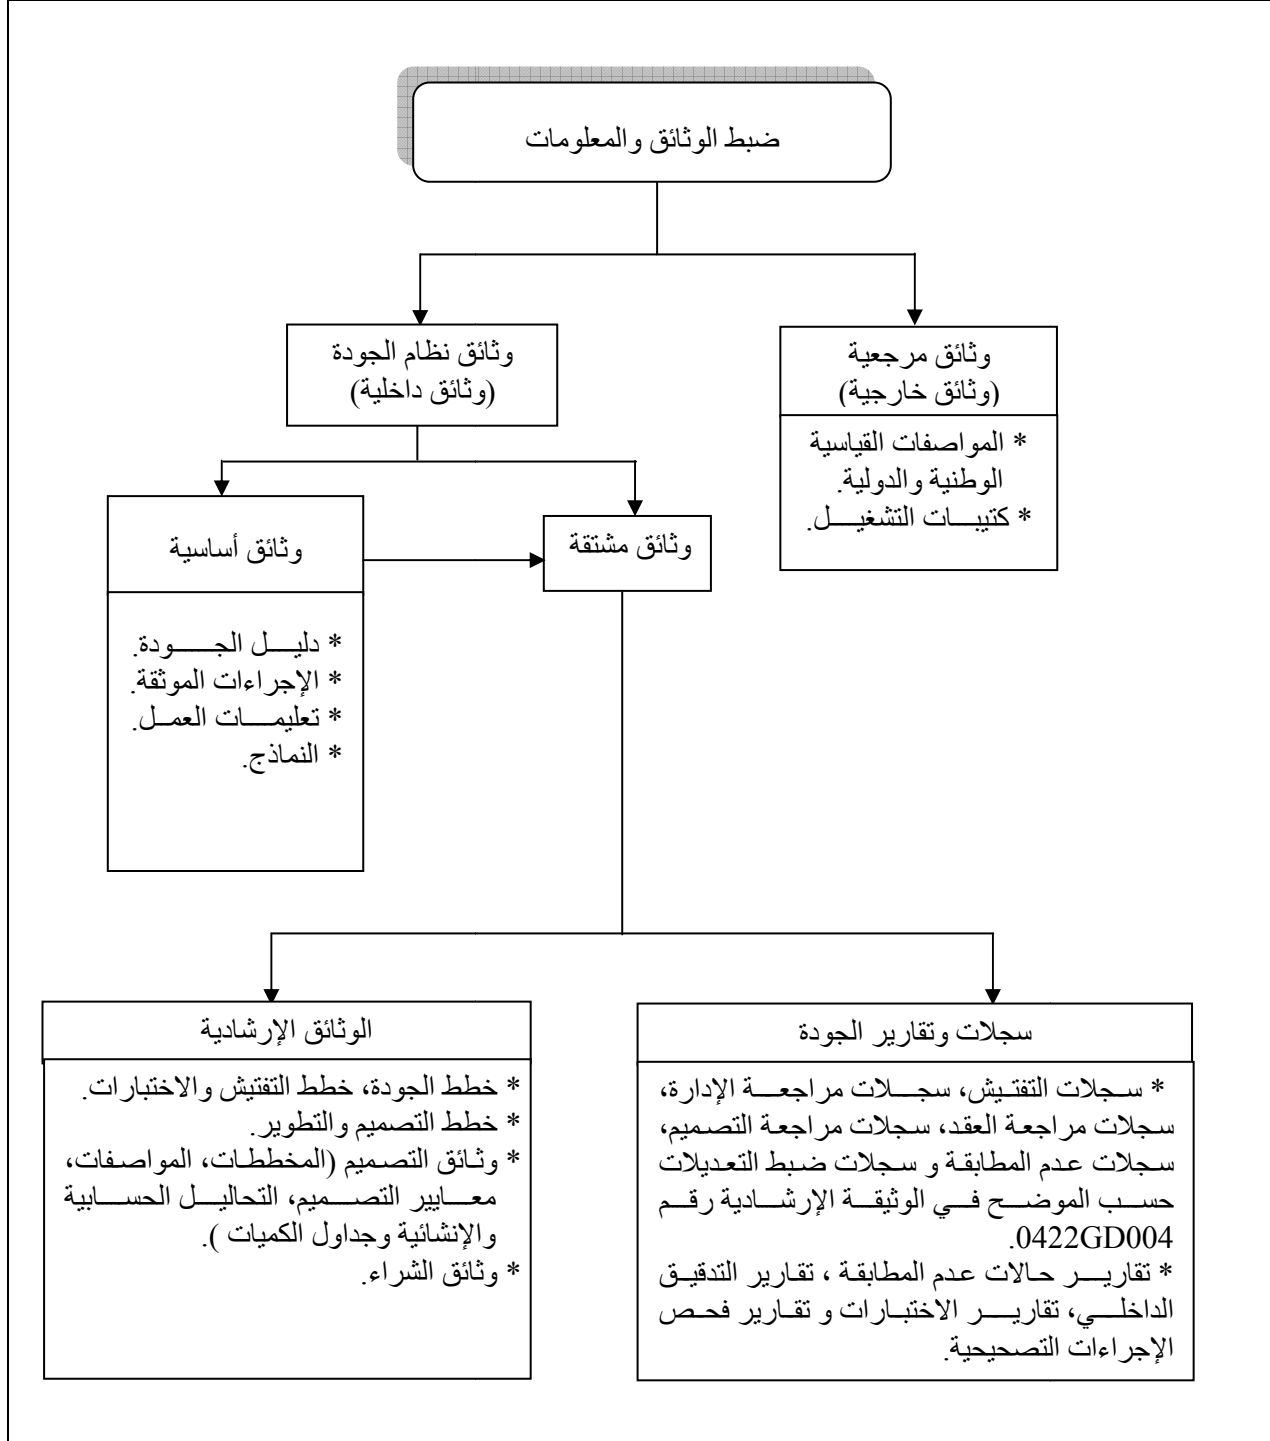 ضبط الوثائق والمعلومات
وثائق مرجعية
(وثائق خارجية)
* المواصفات القياسية
الوطنية والدولية.
* كتيبات التشغيل.
وثائق نظام الجودة
(وثائق داخلية)
وثائق مشتقة
وثائق أساسية
* دليل الجودة.
* الإجراءات الموثقة.
* تعليمات العمل.
* النماذج.
سجلات وتقارير الجودة
* سجلات التفتيش، سجلات مراجعة الإدارة،
سجلات مراجعة العقد، سجلات مراجعة التصميم،
سجلات عدم المطابقة و سجلات ضبط التعديلات
حسب الموضح في الوثيقة الإرشادية رقم
0422GD004.
* تقارير حالات عدم المطابقة ، تقارير التدقيق
الداخلي، تقارير الاختبارات و تقارير فحص
الإجراءات التصحيحية.
الوثائق الإرشادية
* خطط الجودة، خطط التفتيش والاختبارات.
* خطط التصميم والتطوير.
* وثائق التصميم (المخططات، المواصفات،
معايير التصميم، التحاليل الحسابية
والإنشائية وجداول الكميات ).
* وثائق الشراء.